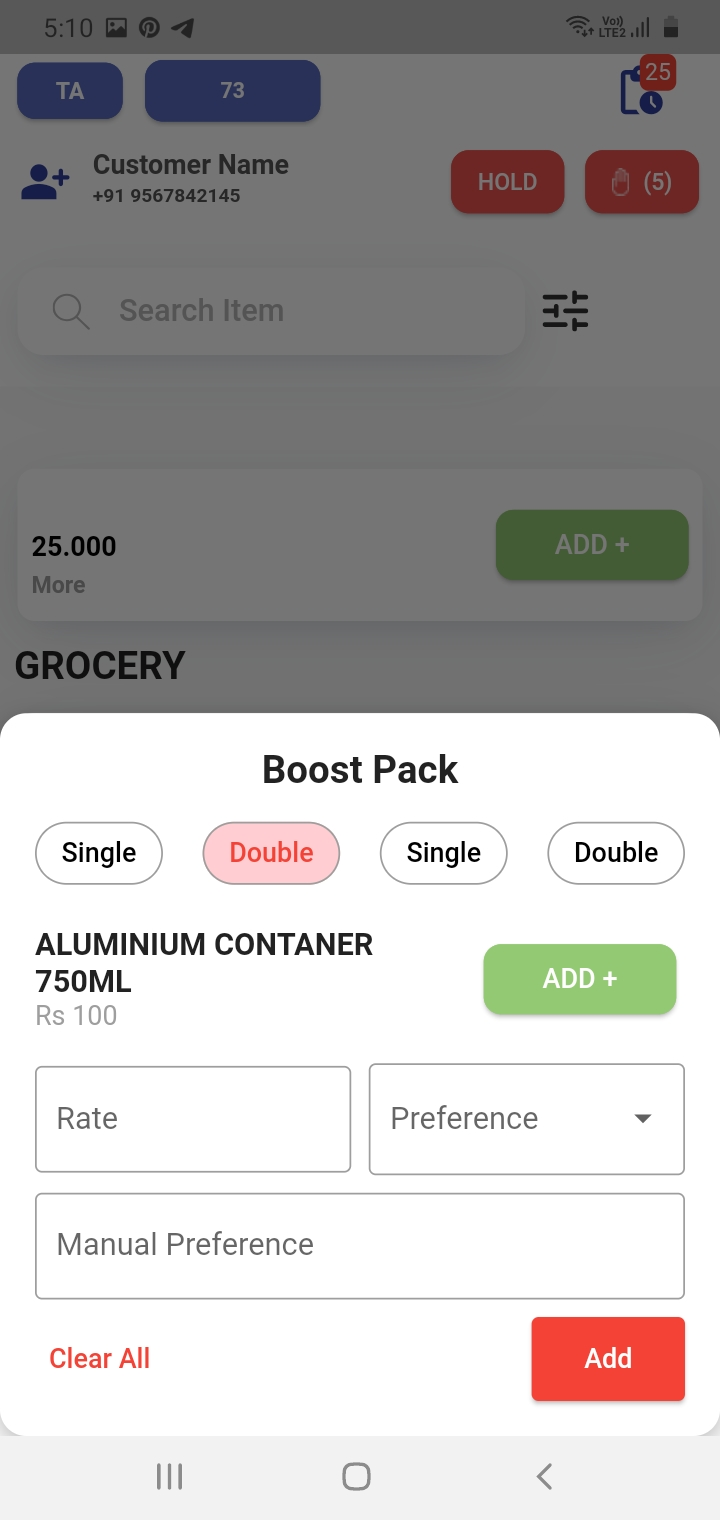 5:10
Vo)) LTE2
TA
73
25
Customer Name
+91 9567842145
HOLD
(5)
Search Item
25.000
More
ADD +
GROCERY
Boost Pack
Single
Double
Single
Double
ALUMINIUM CONTANER
750ML
Rs 100
ADD +
Rate
Preference
Manual Preference
Clear All
Add